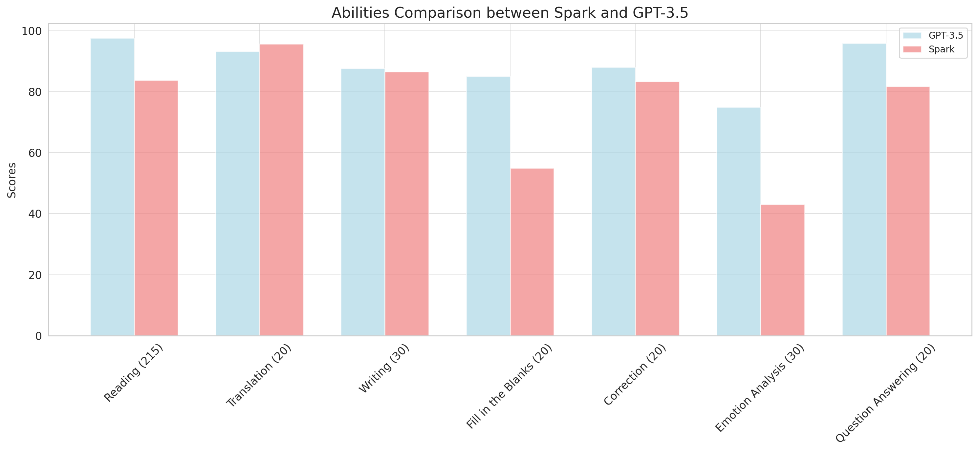 Abilities Comparison between Spark and GPT-3.5
GPT-3.5
Spark
Scores
100
80
60
40
20
0
Reading (215)
Translation (20)
Writing (30)
Fill in the Blanks (20)
Correction (20)
Emotion Analysis (30)
Question Answering (20)